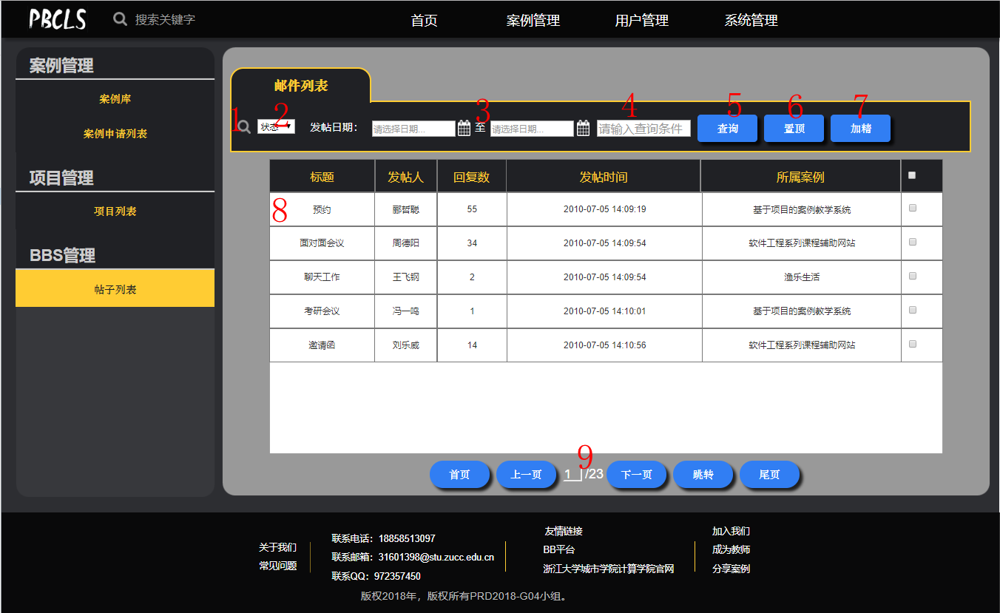 PBCLS 搜索关键字 首页 案例管理 用户管理 系统管理
案例管理
案例库
案例申请列表
项目管理
项目列表
BBS管理
帖子列表
邮件列表
1 2 3 4 5 6 7
状态 发帖日期： 请选择日期... 至 请选择日期... 请输入查询条件 查询 置顶 加精
标题 发帖人 回复数 发帖时间 所属案例
8 预约 郦哲聪 55 2010-07-05 14:09:19 基于项目的案例教学系统
面对面会议 周德阳 34 2010-07-05 14:09:54 软件工程系列课程辅助网站
聊天工作 王飞钢 2 2010-07-05 14:09:54 渔乐生活
考研会议 冯一鸣 1 2010-07-05 14:10:01 基于项目的案例教学系统
邀请函 刘乐威 14 2010-07-05 14:10:56 软件工程系列课程辅助网站
9
首页 上一页 1 /23 下一页 跳转 尾页
关于我们
常见问题
联系电话：18858513097
联系邮箱：31601398@stu.zucc.edu.cn
联系QQ：972357450
友情链接
BB平台
浙江大学城市学院计算学院官网
加入我们
成为教师
分享案例
版权2018年，版权所有PRD2018-G04小组。